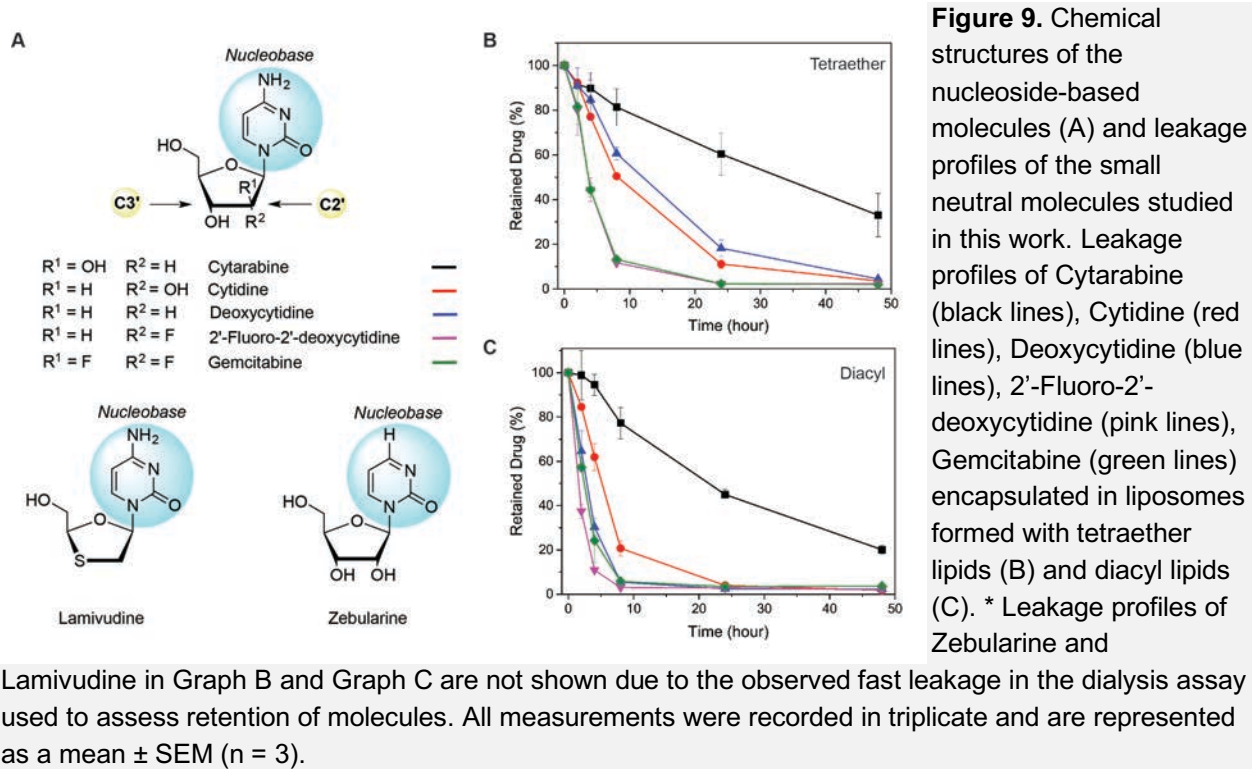 A
Nucleobase
NH₂
N
N
O
HO
O
R¹
C3'
C2'
OH
R²
R¹ = OH R² = H Cytarabine
R¹ = H R² = OH Cytidine
R¹ = H R² = H Deoxycytidine
R¹ = H R² = F 2'-Fluoro-2'-deoxycytidine
R¹ = F R² = F Gemcitabine
Nucleobase
NH₂
N
N
O
HO
O
S
Lamivudine
Nucleobase
H
N
N
O
HO
O
OH OH
Zebularine
B
Tetraether
Retained Drug (%)
100
80
60
40
20
0
0 10 20 30 40 50
Time (hour)
C
Diacyl
Retained Drug (%)
100
80
60
40
20
0
0 10 20 30 40 50
Time (hour)
Figure 9. Chemical
structures of the
nucleoside-based
molecules (A) and leakage
profiles of the small
neutral molecules studied
in this work. Leakage
profiles of Cytarabine
(black lines), Cytidine (red
lines), Deoxycytidine (blue
lines), 2’-Fluoro-2’-
deoxycytidine (pink lines),
Gemcitabine (green lines)
encapsulated in liposomes
formed with tetraether
lipids (B) and diacyl lipids
(C). * Leakage profiles of
Zebularine and
Lamivudine in Graph B and Graph C are not shown due to the observed fast leakage in the dialysis assay
used to assess retention of molecules. All measurements were recorded in triplicate and are represented
as a mean ± SEM (n = 3).